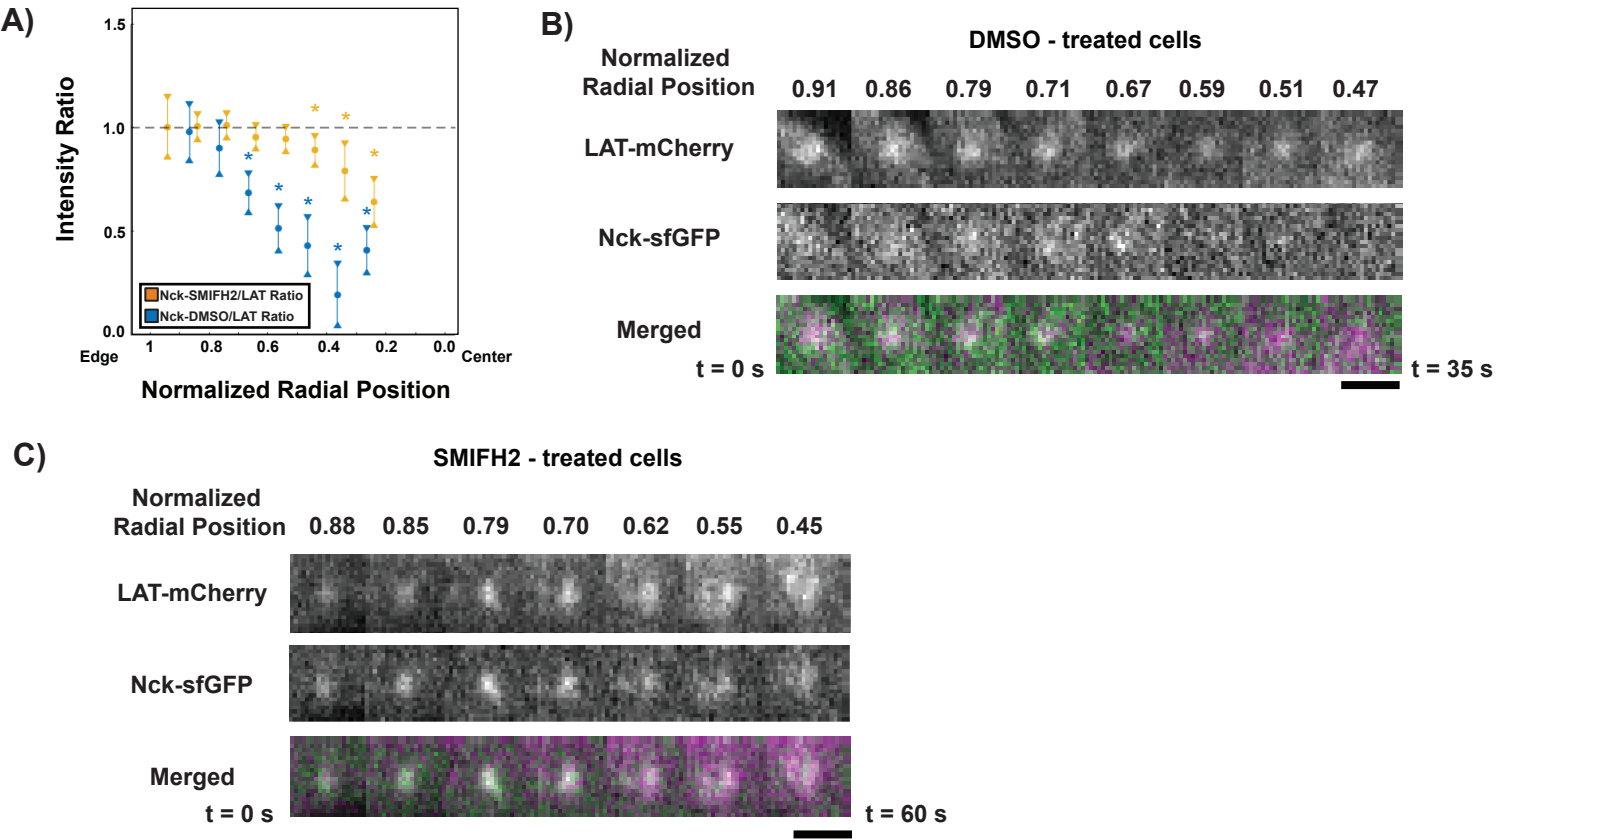 A)
1.5
1.0
0.5
0.0
Intensity Ratio
* * * * * * * *
Nck-SMIFH2/LAT Ratio
Nck-DMSO/LAT Ratio
Edge 1 0.8 0.6 0.4 0.2 0.0 Center
Normalized Radial Position
B)
DMSO - treated cells
Normalized
Radial Position 0.91 0.86 0.79 0.71 0.67 0.59 0.51 0.47
LAT-mCherry
Nck-sfGFP
Merged
t = 0 s t = 35 s
C)
SMIFH2 - treated cells
Normalized
Radial Position 0.88 0.85 0.79 0.70 0.62 0.55 0.45
LAT-mCherry
Nck-sfGFP
Merged
t = 0 s t = 60 s